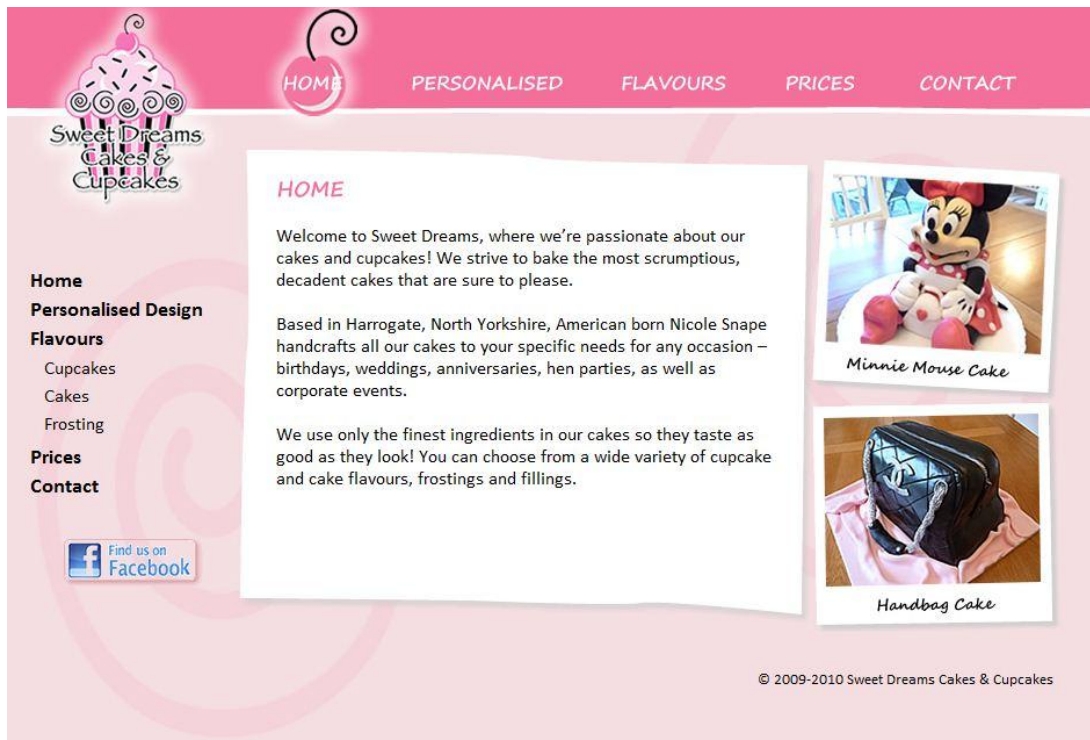 Sweet Dreams
Cakes &
Cupcakes
HOME
PERSONALISED
FLAVOURS
PRICES
CONTACT
Home
Personalised Design
Flavours
Cupcakes
Cakes
Frosting
Prices
Contact
Find us on
Facebook
HOME
Welcome to Sweet Dreams, where we’re passionate about our
cakes and cupcakes! We strive to bake the most scrumptious,
decadent cakes that are sure to please.
Based in Harrogate, North Yorkshire, American born Nicole Snape
handcrafts all our cakes to your specific needs for any occasion –
birthdays, weddings, anniversaries, hen parties, as well as
corporate events.
We use only the finest ingredients in our cakes so they taste as
good as they look! You can choose from a wide variety of cupcake
and cake flavours, frostings and fillings.
Minnie Mouse Cake
Handbag Cake
© 2009-2010 Sweet Dreams Cakes & Cupcakes